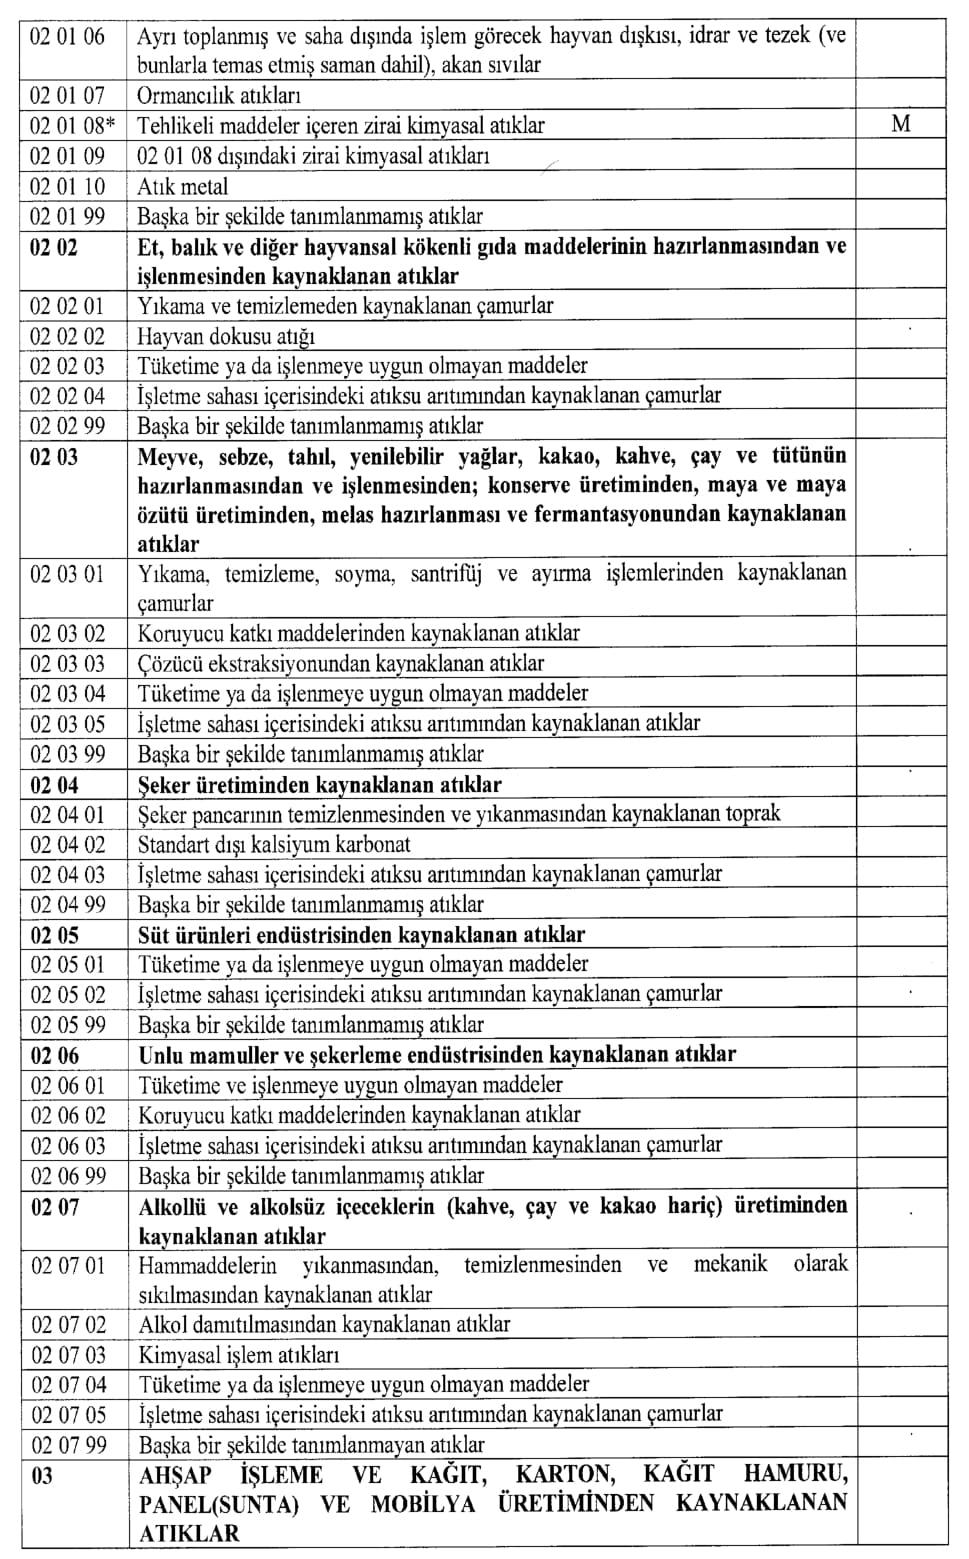 02 01 06 Ayrı toplanmış ve saha dışında işlem görecek hayvan dışkısı, idrar ve tezek (ve
bunlarla temas etmiş saman dahil), akan sıvılar
02 01 07 Ormancılık atıkları
02 01 08* Tehlikeli maddeler içeren zirai kimyasal atıklar M
02 01 09 02 01 08 dışındaki zirai kimyasal atıkları
02 01 10 Atık metal
02 01 99 Başka bir şekilde tanımlanmamış atıklar
02 02 Et, balık ve diğer hayvansal kökenli gıda maddelerinin hazırlanmasından ve
işlenmesinden kaynaklanan atıklar
02 02 01 Yıkama ve temizlemeden kaynaklanan çamurlar
02 02 02 Hayvan dokusu atığı
02 02 03 Tüketime ya da işlenmeye uygun olmayan maddeler
02 02 04 İşletme sahası içerisindeki atıksu arıtımından kaynaklanan çamurlar
02 02 99 Başka bir şekilde tanımlanmamış atıklar
02 03 Meyve, sebze, tahıl, yenilebilir yağlar, kakao, kahve, çay ve tütünün
hazırlanmasından ve işlenmesinden; konserve üretiminden, maya ve maya
özütü üretiminden, melas hazırlanması ve fermantasyonundan kaynaklanan
atıklar
02 03 01 Yıkama, temizleme, soyma, santrifüj ve ayırma işlemlerinden kaynaklanan
çamurlar
02 03 02 Koruyucu katkı maddelerinden kaynaklanan atıklar
02 03 03 Çözücü ekstraksiyonundan kaynaklanan atıklar
02 03 04 Tüketime ya da işlenmeye uygun olmayan maddeler
02 03 05 İşletme sahası içerisindeki atıksu arıtımından kaynaklanan atıklar
02 03 99 Başka bir şekilde tanımlanmamış atıklar
02 04 Şeker üretiminden kaynaklanan atıklar
02 04 01 Şeker pancarının temizlenmesinden ve yıkanmasından kaynaklanan toprak
02 04 02 Standart dışı kalsiyum karbonat
02 04 03 İşletme sahası içerisindeki atıksu arıtımından kaynaklanan çamurlar
02 04 99 Başka bir şekilde tanımlanmamış atıklar
02 05 Süt ürünleri endüstrisinden kaynaklanan atıklar
02 05 01 Tüketime ya da işlenmeye uygun olmayan maddeler
02 05 02 İşletme sahası içerisindeki atıksu arıtımından kaynaklanan çamurlar
02 05 99 Başka bir şekilde tanımlanmamış atıklar
02 06 Unlu mamuller ve şekerleme endüstrisinden kaynaklanan atıklar
02 06 01 Tüketime ve işlenmeye uygun olmayan maddeler
02 06 02 Koruyucu katkı maddelerinden kaynaklanan atıklar
02 06 03 İşletme sahası içerisindeki atıksu arıtımından kaynaklanan çamurlar
02 06 99 Başka bir şekilde tanımlanmamış atıklar
02 07 Alkollü ve alkolsüz içeceklerin (kahve, çay ve kakao hariç) üretiminden
kaynaklanan atıklar
02 07 01 Hammaddelerin yıkanmasından, temizlenmesinden ve mekanik olarak
sıkılmasından kaynaklanan atıklar
02 07 02 Alkol damıtılmasından kaynaklanan atıklar
02 07 03 Kimyasal işlem atıkları
02 07 04 Tüketime ya da işlenmeye uygun olmayan maddeler
02 07 05 İşletme sahası içerisindeki atıksu arıtımından kaynaklanan çamurlar
02 07 99 Başka bir şekilde tanımlanmayan atıklar
03 AHŞAP İŞLEME VE KAĞIT, KARTON, KAĞIT HAMURU,
PANEL(SUNTA) VE MOBİLYA ÜRETİMİNDEN KAYNAKLANAN
ATIKLAR